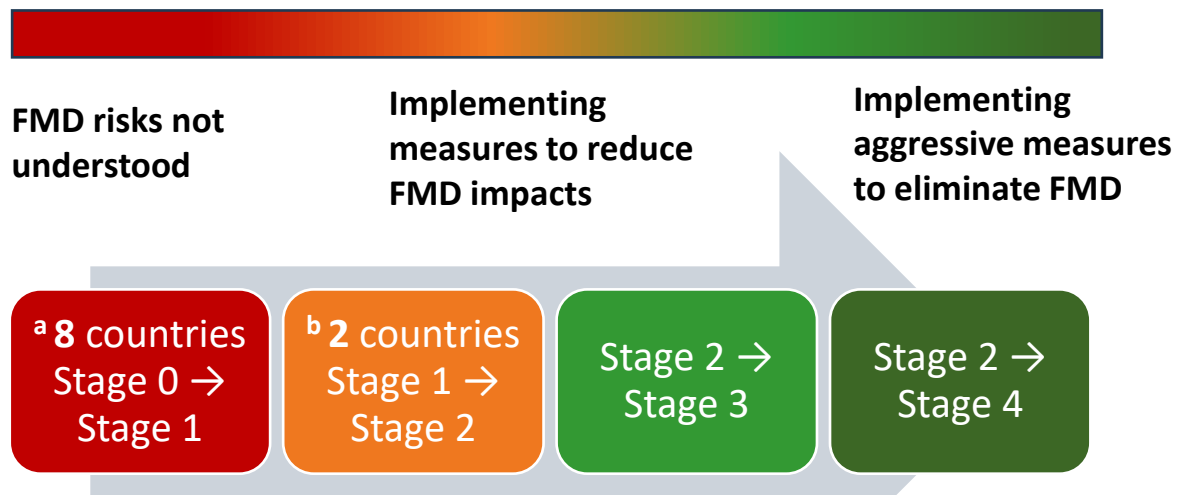 FMD risks not
understood
Implementing
measures to reduce
FMD impacts
Implementing
aggressive measures
to eliminate FMD
a 8 countries
Stage 0 →
Stage 1
b 2 countries
Stage 1 →
Stage 2
Stage 2 →
Stage 3
Stage 2 →
Stage 4